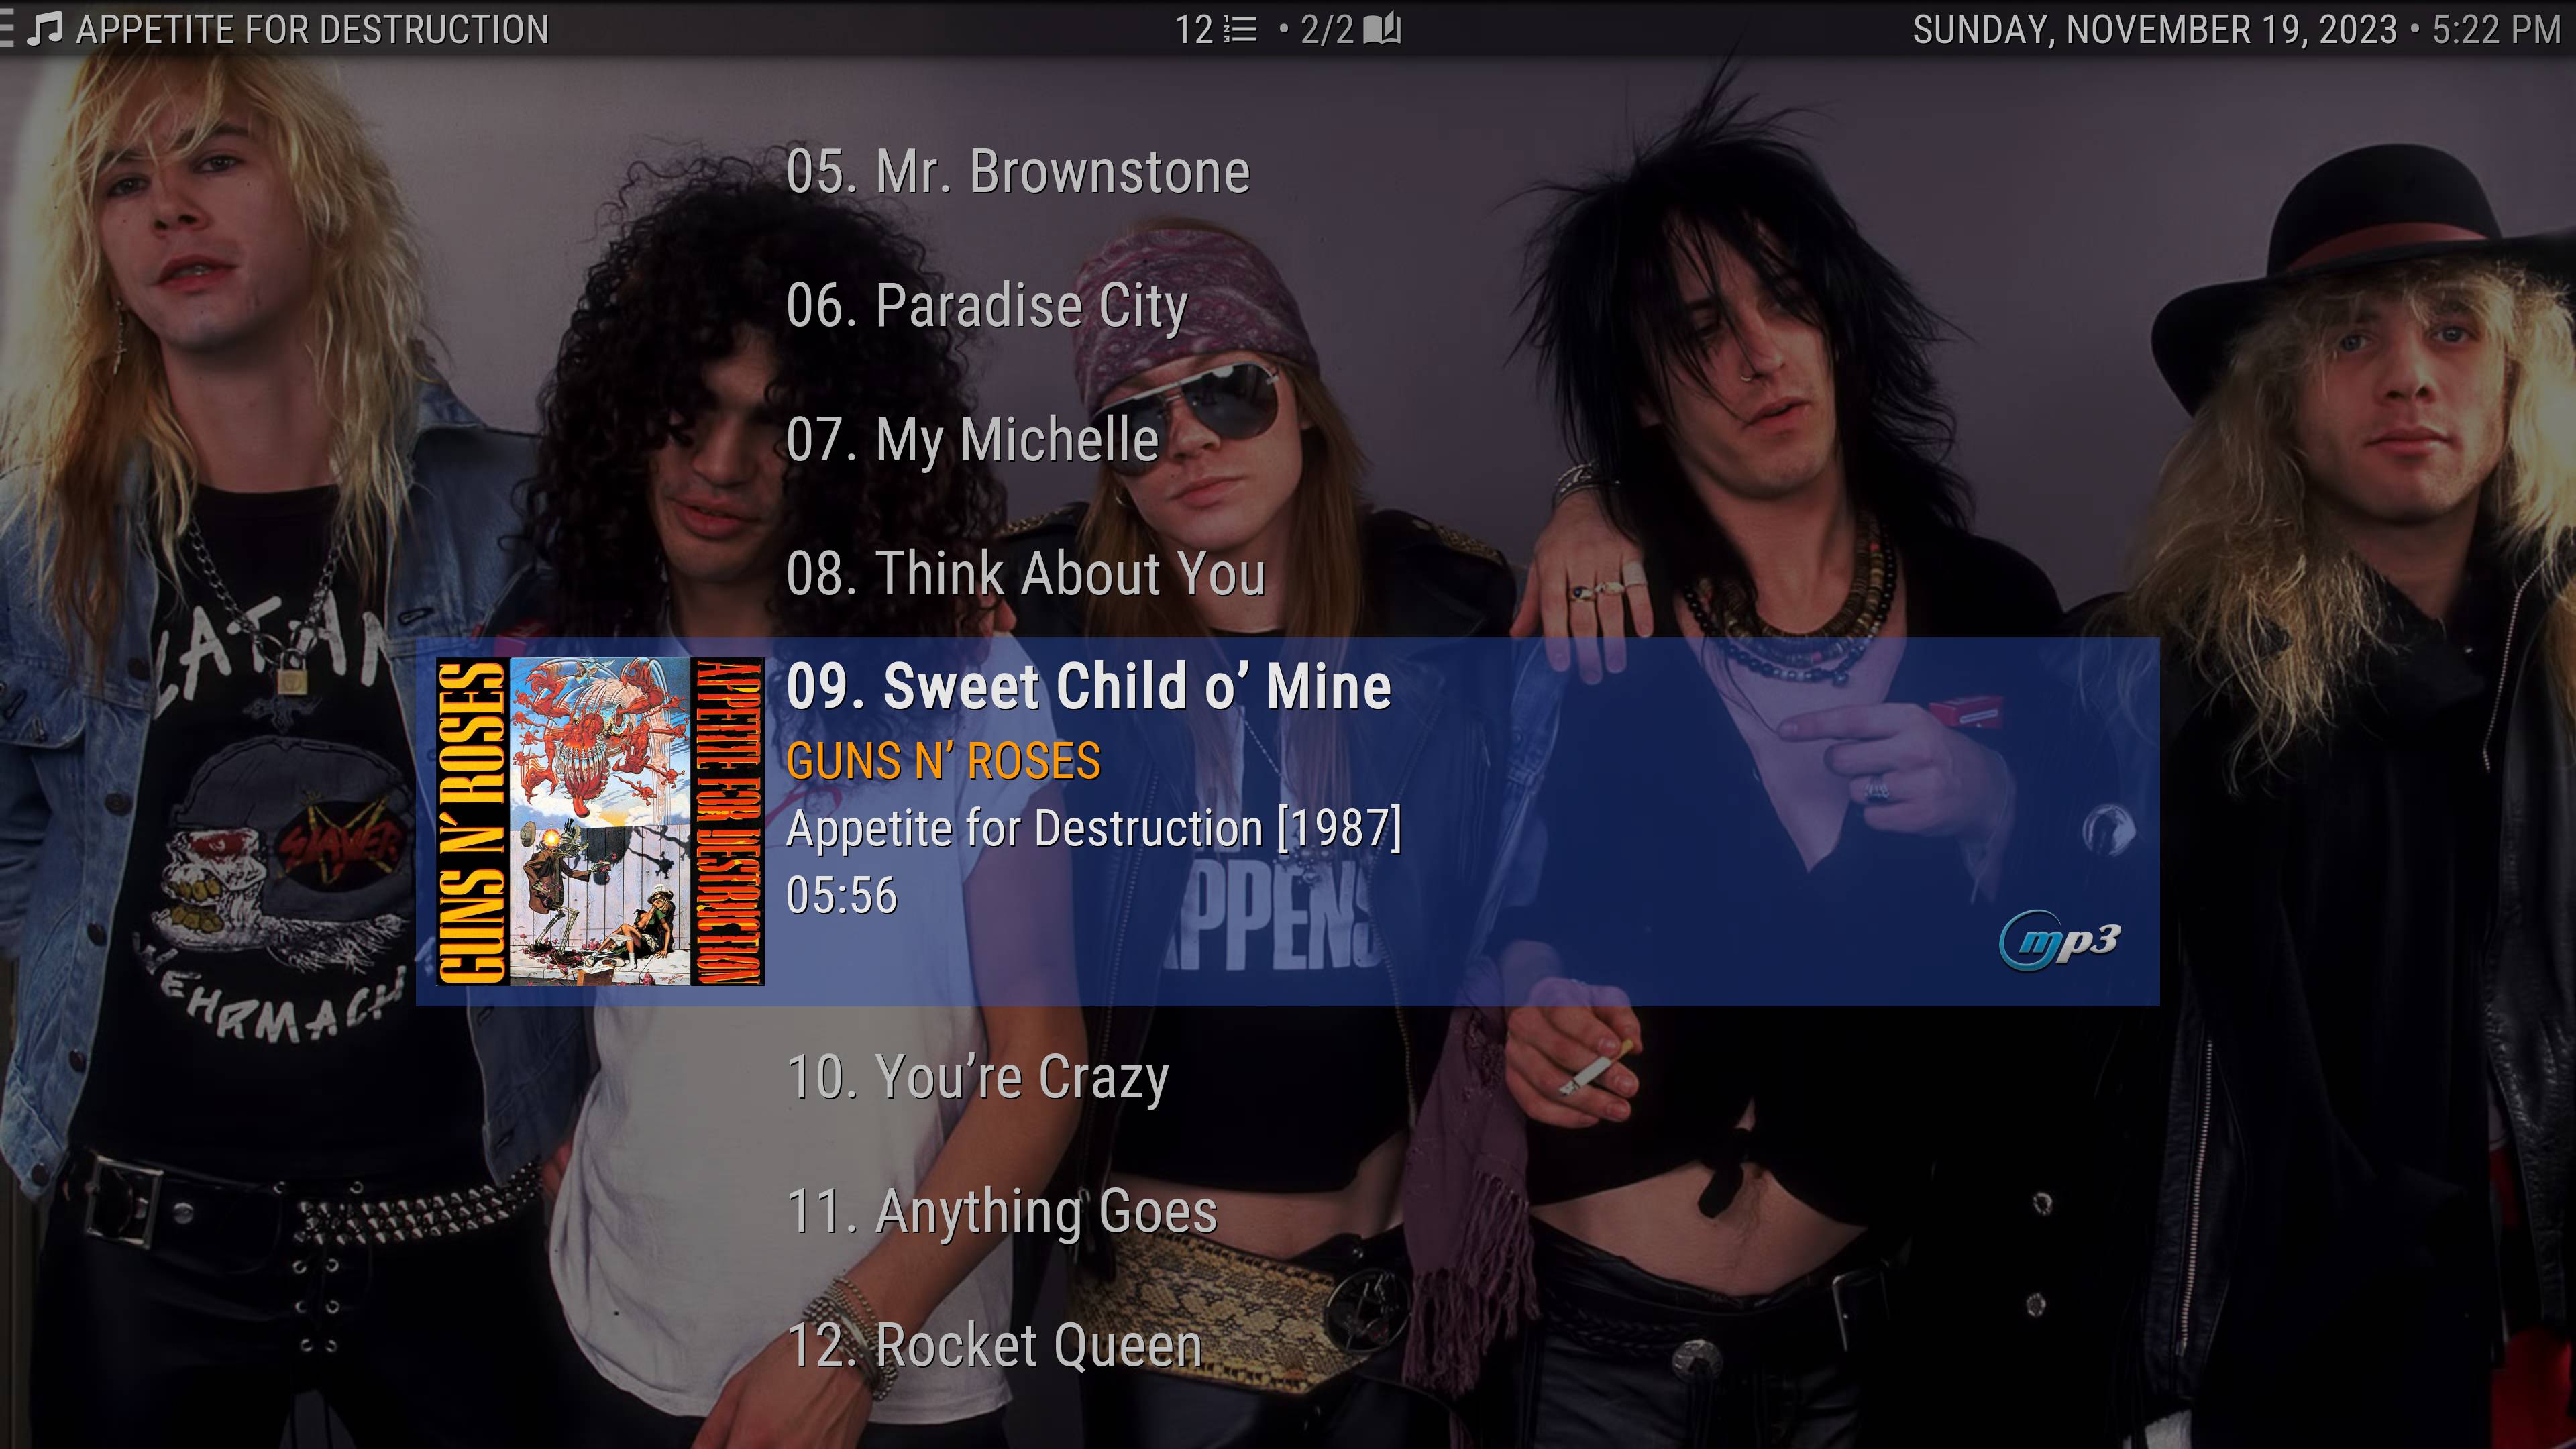 APPETITE FOR DESTRUCTION
12 • 2/2
SUNDAY, NOVEMBER 19, 2023 • 5:22 PM
05. Mr. Brownstone
06. Paradise City
07. My Michelle
08. Think About You
09. Sweet Child o’ Mine
GUNS N’ ROSES
Appetite for Destruction [1987]
05:56
mp3
GUNS N’ ROSES
APPETITE FOR DESTRUCTION
10. You’re Crazy
11. Anything Goes
12. Rocket Queen
SLAYER